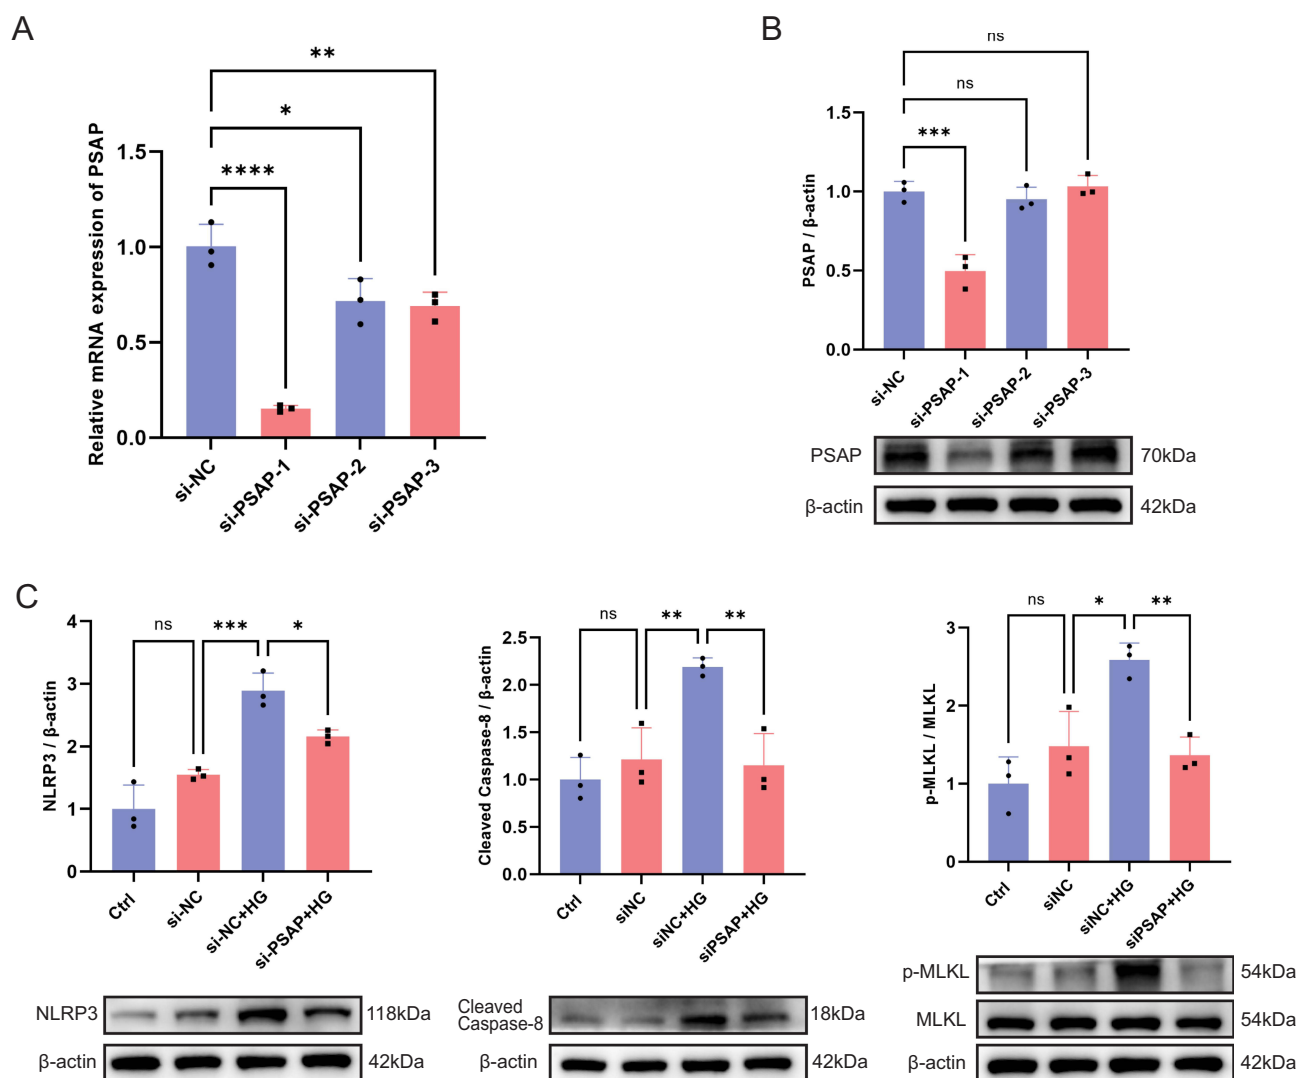 A
**
*
****
Relative mRNA expression of PSAP
1.5
1.0
0.5
0.0
si-NC
si-PSAP-1
si-PSAP-2
si-PSAP-3
B
ns
ns
***
PSAP / β-actin
1.5
1.0
0.5
0.0
si-NC
si-PSAP-1
si-PSAP-2
si-PSAP-3
PSAP 70kDa
β-actin 42kDa
C
ns *** *
NLRP3 / β-actin
4
3
2
1
0
Ctrl
si-NC
si-NC+HG
si-PSAP+HG
NLRP3 118kDa
β-actin 42kDa
ns ** **
Cleaved Caspase-8 / β-actin
2.5
2.0
1.5
1.0
0.5
0.0
Ctrl
siNC
siNC+HG
siPSAP+HG
Cleaved
Caspase-8 18kDa
β-actin 42kDa
ns * **
p-MLKL / MLKL
3
2
1
0
Ctrl
siNC
siNC+HG
siPSAP+HG
p-MLKL 54kDa
MLKL 54kDa
β-actin 42kDa